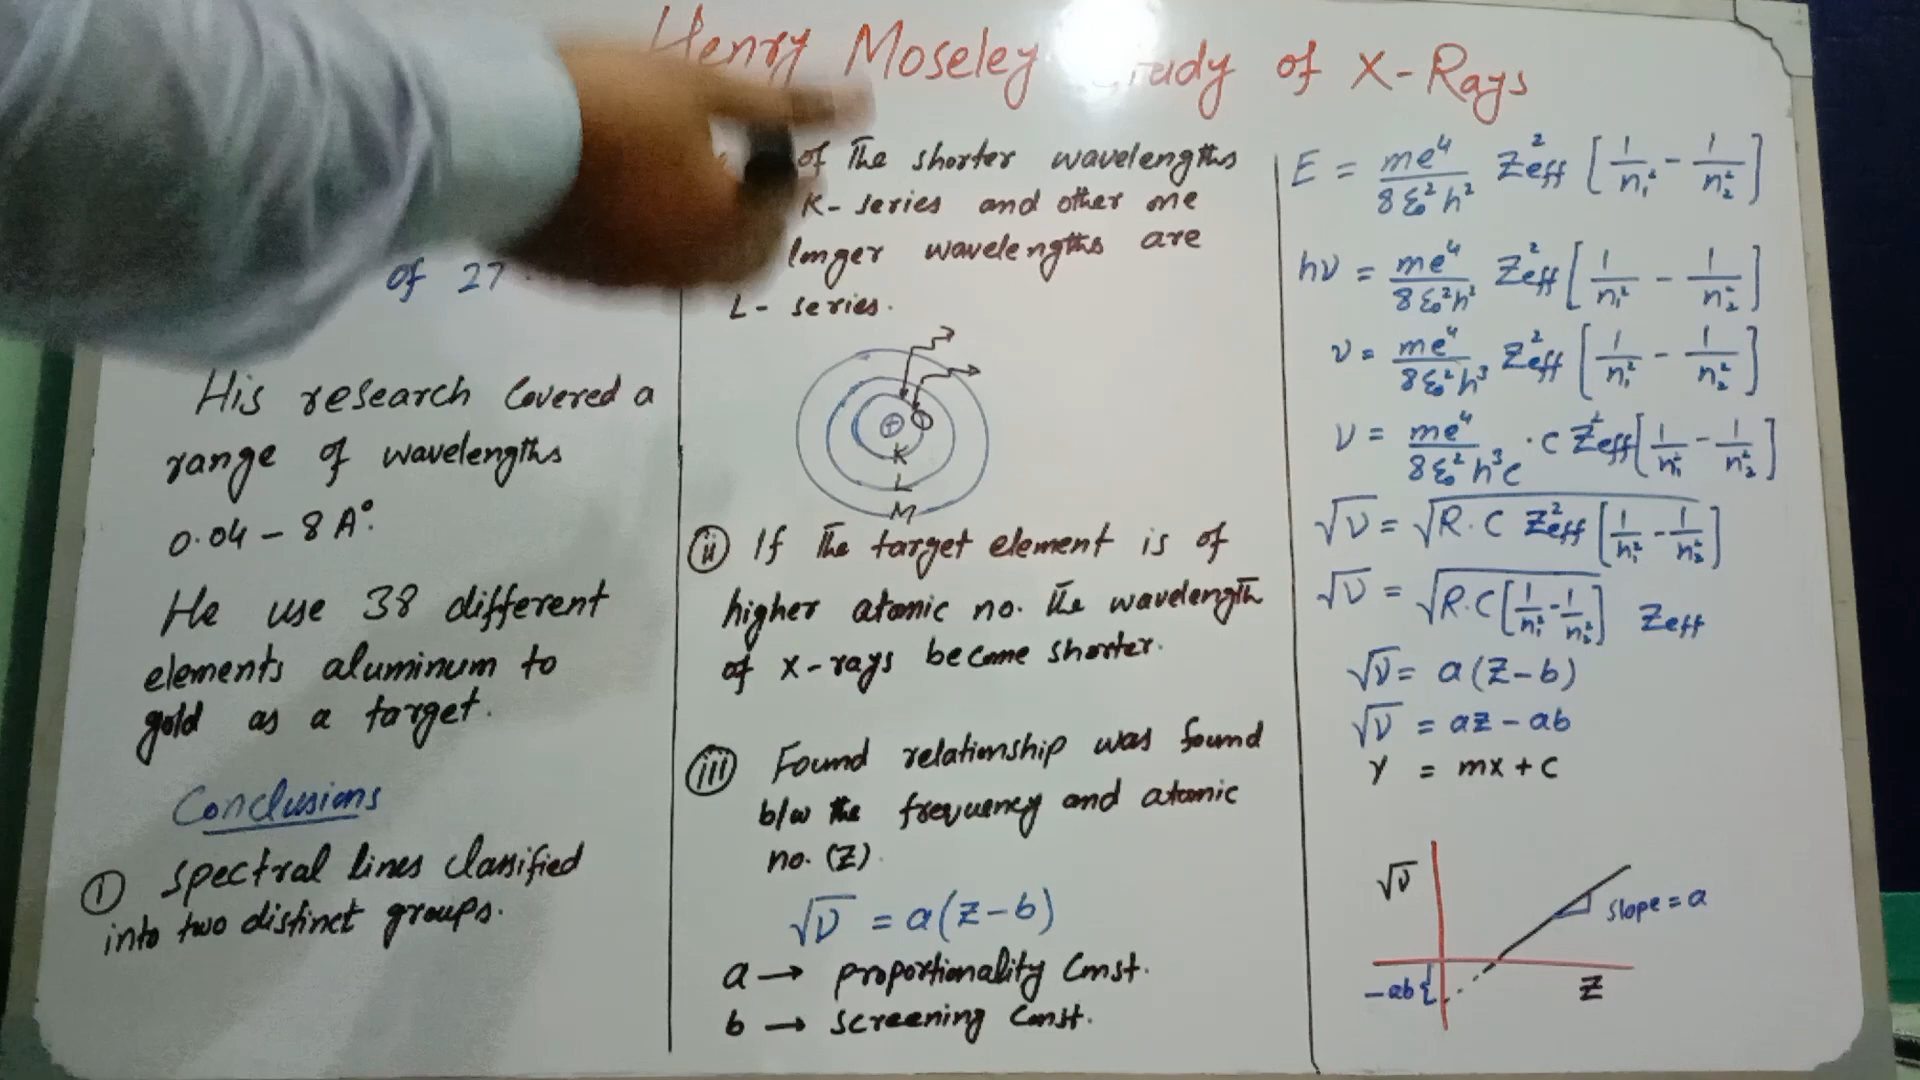 Henry Moseley Study of X-Rays
of 27
His research Covered a
range of wavelengths
0.04 – 8 A°.
He use 38 different
elements aluminum to
gold as a target.
Conclusions
① Spectral lines classified
into two distinct groups.
of the shorter wavelengths
K- series and other one
longer wavelengths are
L- series.
+
K
L
M
ⓘⓘ If the target element is of
higher atomic no. the wavelength
of X-rays become shorter.
(iii) Found relationship was found
b/w the frequency and atomic
no. (Z).
√ν = a(Z-b)
a → proportionality Const.
b → Screening Const.
E = me⁴/8ε₀²h² Z²eff [1/n₁² - 1/n₂²]
hν = me⁴/8ε₀²h² Z²eff [1/n₁² - 1/n₂²]
ν = me⁴/8ε₀²h³ Z²eff [1/n₁² - 1/n₂²]
ν = me⁴/8ε₀²h³c · C Z²eff [1/n₁² - 1/n₂²]
√ν = √R.C Z²eff [1/n₁² - 1/n₂²]
√ν = √R.C [1/n₁² - 1/n₂²] Zeff
√ν = a(Z-b)
√ν = aZ - ab
Y = mx + C
√ν
Slope = a
-ab{
Z